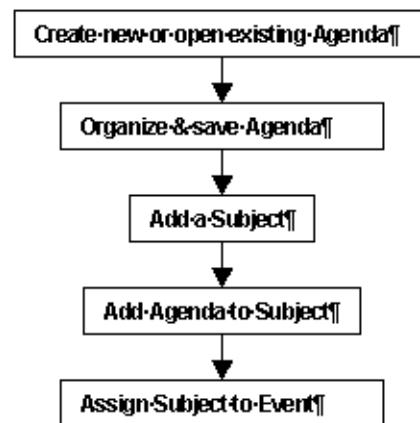 Create·new·or·open·existing·Agenda¶
Organize·&·save·Agenda¶
Add·a·Subject¶
Add·Agenda·to·Subject¶
Assign·Subject·to·Event¶